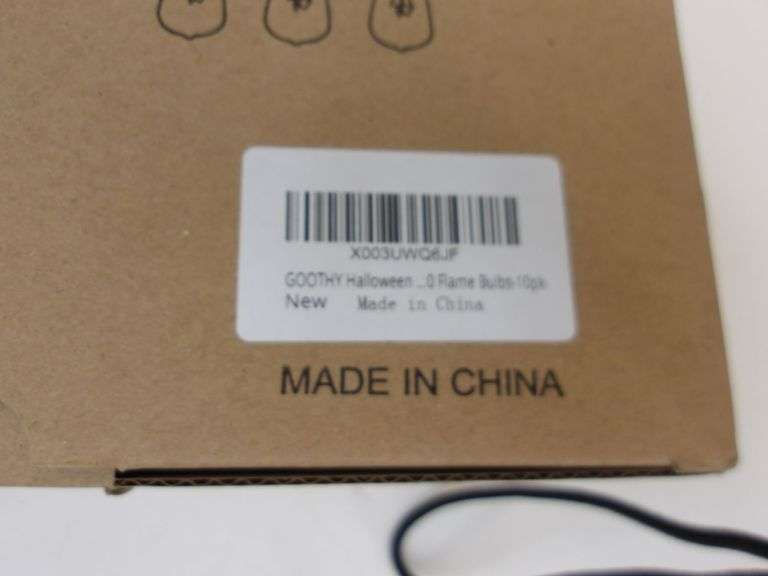 X003UWQ6JF
GOOTHY Halloween ...0 Flame Bulbs-10pk
New Made in China
MADE IN CHINA